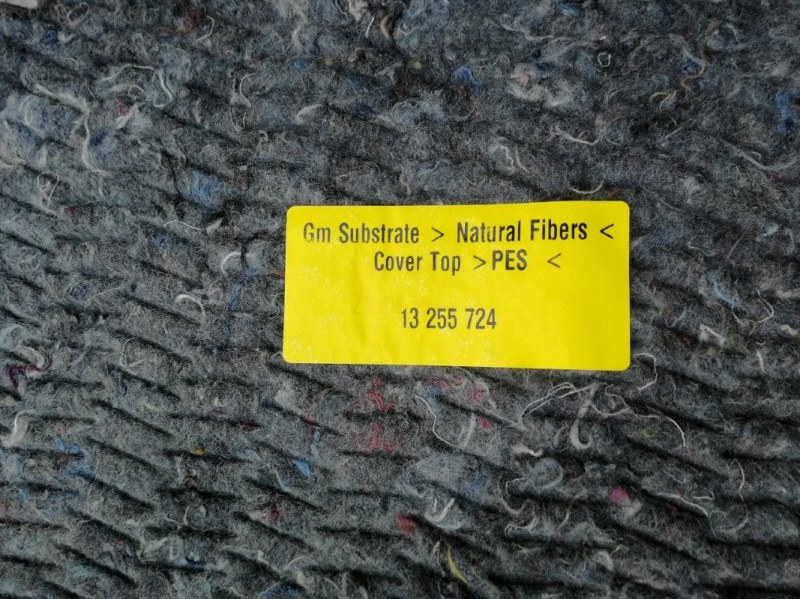 Gm Substrate > Natural Fibers <
Cover Top >PES <
13 255 724